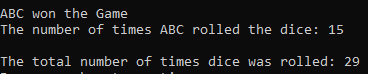 ABC won the Game
The number of times ABC rolled the dice: 15
The total number of times dice was rolled: 29